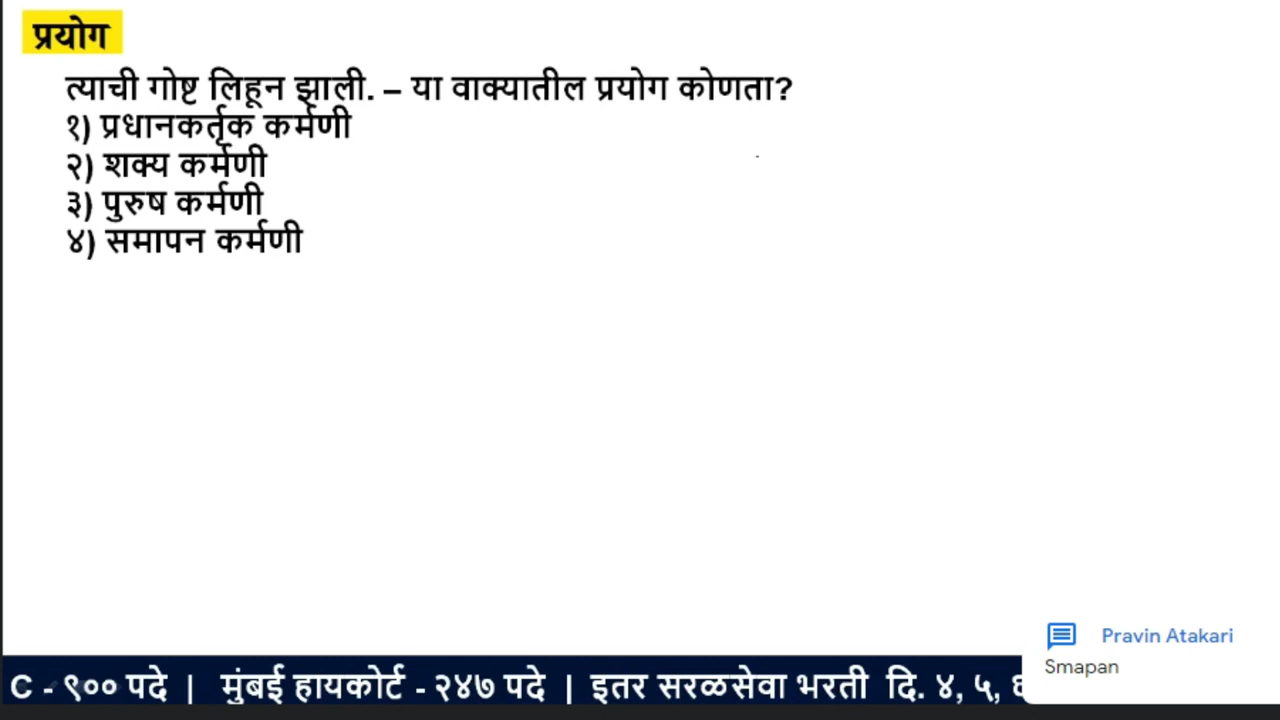 प्रयोग
त्याची गोष्ट लिहून झाली. – या वाक्यातील प्रयोग कोणता?
१) प्रधानकर्तृक कर्मणी
२) शक्य कर्मणी
३) पुरुष कर्मणी
४) समापन कर्मणी
Pravin Atakari
Smapan
C - ९०० पदे | मुंबई हायकोर्ट - २४७ पदे | इतर सरळसेवा भरती दि. ४, ५,